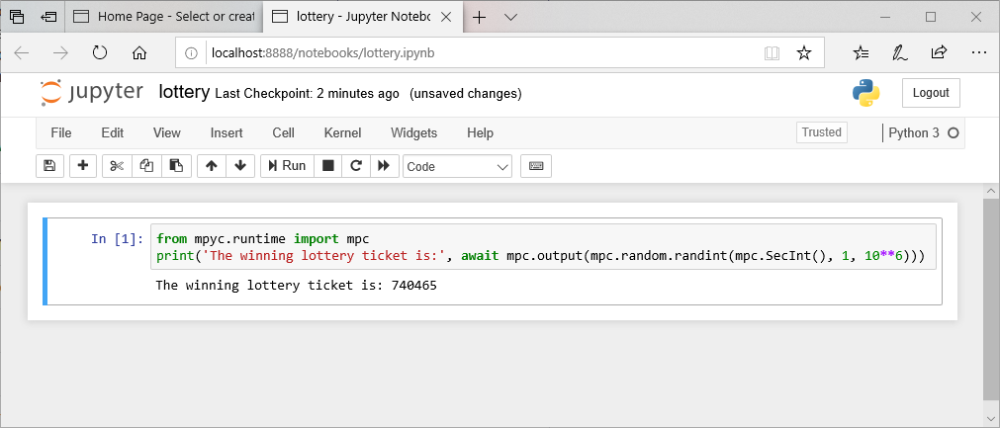 Home Page - Select or creat
lottery - Jupyter Notebo
localhost:8888/notebooks/lottery.ipynb
jupyter lottery Last Checkpoint: 2 minutes ago (unsaved changes)
Logout
File Edit View Insert Cell Kernel Widgets Help Trusted Python 3
Run Code
In [1]: from mpyc.runtime import mpc
print('The winning lottery ticket is:', await mpc.output(mpc.random.randint(mpc.SecInt(), 1, 10**6)))
The winning lottery ticket is: 740465